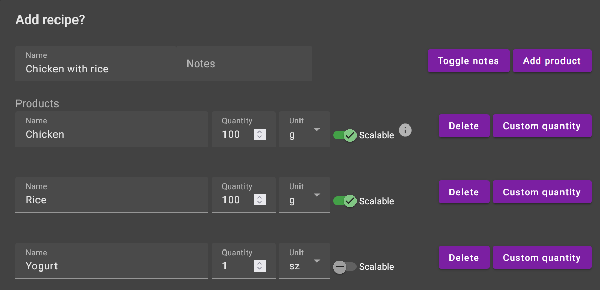 Add recipe?
Name
Chicken with rice
Notes
Toggle notes
Add product
Products
Name
Chicken
Quantity
100
Unit
g
Scalable
i
Delete
Custom quantity
Name
Rice
Quantity
100
Unit
g
Scalable
Delete
Custom quantity
Name
Yogurt
Quantity
1
Unit
sz
Scalable
Delete
Custom quantity